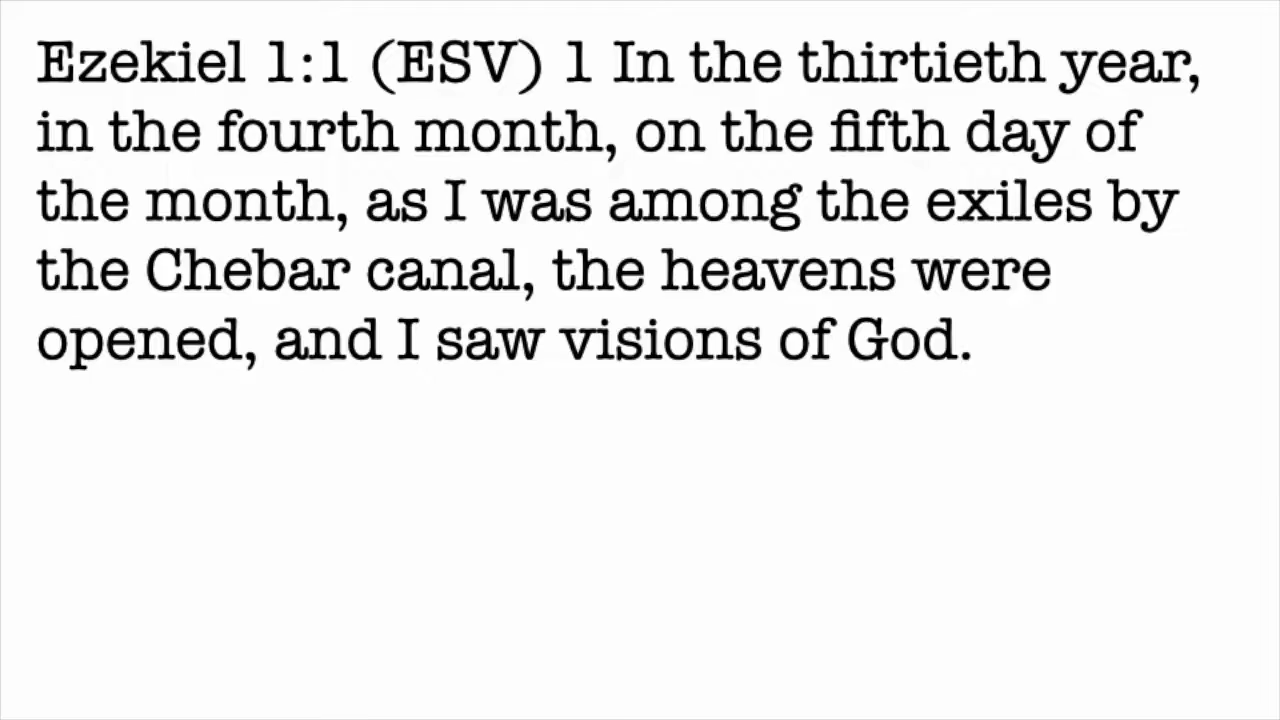 Ezekiel 1:1 (ESV) 1 In the thirtieth year,
in the fourth month, on the fifth day of
the month, as I was among the exiles by
the Chebar canal, the heavens were
opened, and I saw visions of God.